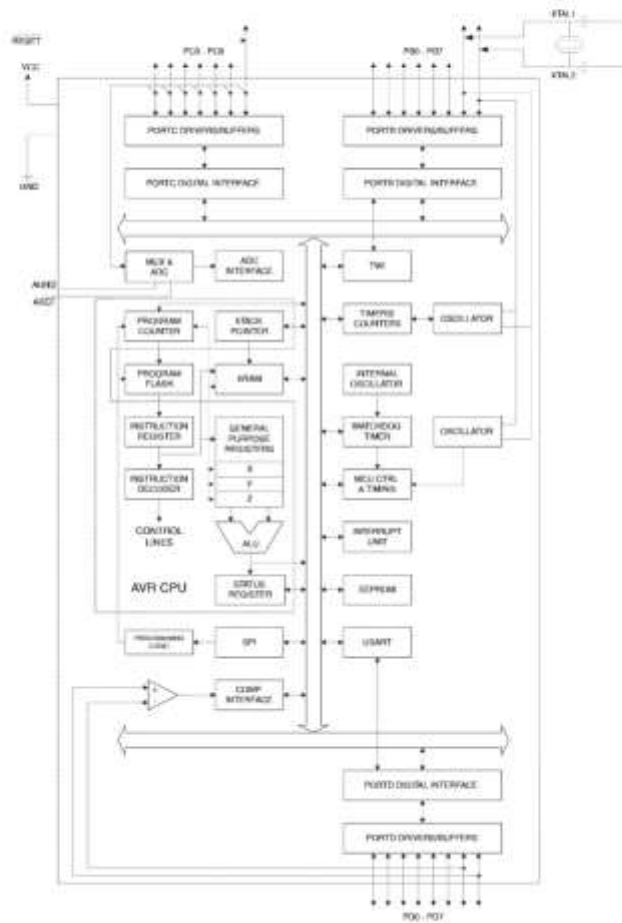 XTAL1
RESET
PC0 - PC6
PB0 - PB7
VCC
XTAL2
PORTC DRIVERS/BUFFERS
PORTB DRIVERS/BUFFERS
GND
PORTC DIGITAL INTERFACE
PORTB DIGITAL INTERFACE
MUX &
ADC
ADC
INTERFACE
TWI
AGND
AREF
PROGRAM
COUNTER
STACK
POINTER
TIMERS/
COUNTERS
OSCILLATOR
PROGRAM
FLASH
SRAM
INTERNAL
OSCILLATOR
INSTRUCTION
REGISTER
GENERAL
PURPOSE
REGISTERS
WATCHDOG
TIMER
OSCILLATOR
X
Y
Z
INSTRUCTION
DECODER
MCU CTRL.
& TIMING
CONTROL
LINES
ALU
INTERRUPT
UNIT
AVR CPU
STATUS
REGISTER
EEPROM
PROGRAMMING
LOGIC
SPI
USART
+
-
COMP.
INTERFACE
PORTD DIGITAL INTERFACE
PORTD DRIVERS/BUFFERS
PD0 - PD7